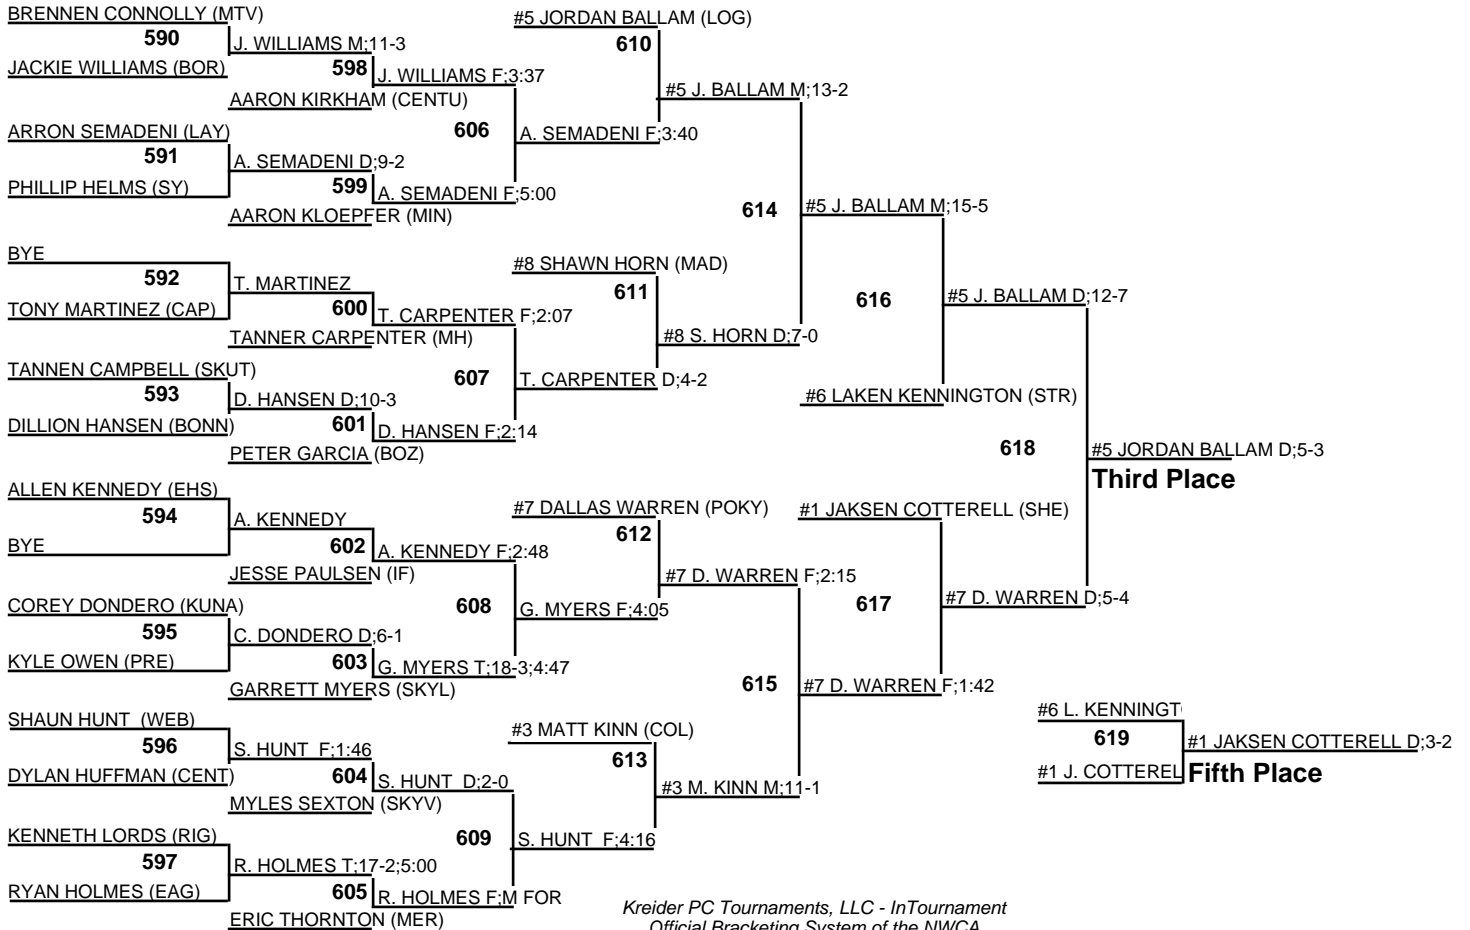 BRENNEN CONNOLLY (MTV)
590
JACKIE WILLIAMS (BOR)
J. WILLIAMS M;11-3
598
AARON KIRKHAM (CENTU)
J. WILLIAMS F;3:37
ARRON SEMADENI (LAY)
591
PHILLIP HELMS (SY)
A. SEMADENI D;9-2
599
AARON KLOEPFER (MIN)
A. SEMADENI F;5:00
606
A. SEMADENI F;3:40
#5 JORDAN BALLAM (LOG)
610
#5 J. BALLAM M;13-2
BYE
592
TONY MARTINEZ (CAP)
T. MARTINEZ
600
TANNER CARPENTER (MH)
T. CARPENTER F;2:07
TANNEN CAMPBELL (SKUT)
593
DILLION HANSEN (BONN)
D. HANSEN D;10-3
601
PETER GARCIA (BOZ)
D. HANSEN F;2:14
607
T. CARPENTER D;4-2
#8 SHAWN HORN (MAD)
611
#8 S. HORN D;7-0
614
#5 J. BALLAM M;15-5
616
#6 LAKEN KENNINGTON (STR)
#5 J. BALLAM D;12-7
ALLEN KENNEDY (EHS)
594
BYE
A. KENNEDY
602
JESSE PAULSEN (IF)
A. KENNEDY F;2:48
COREY DONDERO (KUNA)
595
KYLE OWEN (PRE)
C. DONDERO D;6-1
603
GARRETT MYERS (SKYL)
G. MYERS T;18-3;4:47
608
G. MYERS F;4:05
#7 DALLAS WARREN (POKY)
612
#7 D. WARREN F;2:15
SHAUN HUNT  (WEB)
596
DYLAN HUFFMAN (CENT)
S. HUNT  F;1:46
604
MYLES SEXTON (SKYV)
S. HUNT  D;2-0
KENNETH LORDS (RIG)
597
RYAN HOLMES (EAG)
R. HOLMES T;17-2;5:00
605
ERIC THORNTON (MER)
R. HOLMES F;M FOR
609
S. HUNT  F;4:16
#3 MATT KINN (COL)
613
#3 M. KINN M;11-1
615
#7 D. WARREN F;1:42
#1 JAKSEN COTTERELL (SHE)
617
#7 D. WARREN D;5-4
618
#5 JORDAN BALLAM D;5-3
Third Place
#6 L. KENNINGT
619
#1 J. COTTEREL
#1 JAKSEN COTTERELL D;3-2
Fifth Place
Kreider PC Tournaments, LLC - InTournament
Official Bracketing System of the NWCA